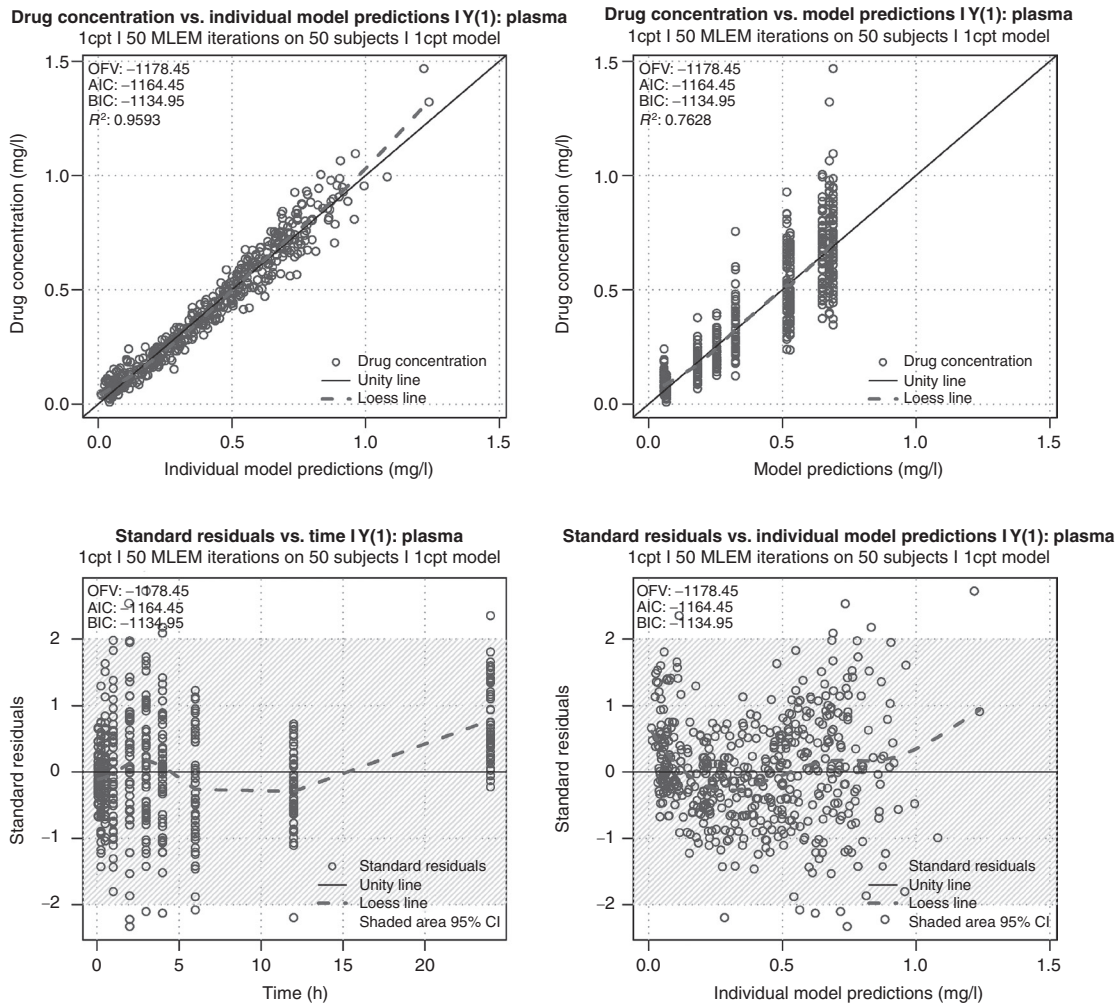 Drug concentration vs. individual model predictions I Y(1): plasma
1cpt I 50 MLEM iterations on 50 subjects I 1cpt model
OFV: −1178.45
AIC: −1164.45
BIC: −1134.95
R²: 0.9593
1.5
1.0
0.5
0.0
Drug concentration (mg/l)
Drug concentration
Unity line
Loess line
0.0 0.5 1.0 1.5
Individual model predictions (mg/l)
Drug concentration vs. model predictions I Y(1): plasma
1cpt I 50 MLEM iterations on 50 subjects I 1cpt model
OFV: −1178.45
AIC: −1164.45
BIC: −1134.95
R²: 0.7628
1.5
1.0
0.5
0.0
Drug concentration (mg/l)
Drug concentration
Unity line
Loess line
0.0 0.5 1.0 1.5
Model predictions (mg/l)
Standard residuals vs. time I Y(1): plasma
1cpt I 50 MLEM iterations on 50 subjects I 1cpt model
OFV: −1178.45
AIC: −1164.45
BIC: −1134.95
2
1
0
−1
−2
Standard residuals
Standard residuals
Unity line
Loess line
Shaded area 95% CI
0 5 10 15 20
Time (h)
Standard residuals vs. individual model predictions I Y(1): plasma
1cpt I 50 MLEM iterations on 50 subjects I 1cpt model
OFV: −1178.45
AIC: −1164.45
BIC: −1134.95
2
1
0
−1
−2
Standard residuals
Standard residuals
Unity line
Loess line
Shaded area 95% CI
0.0 0.5 1.0 1.5
Individual model predictions (mg/l)